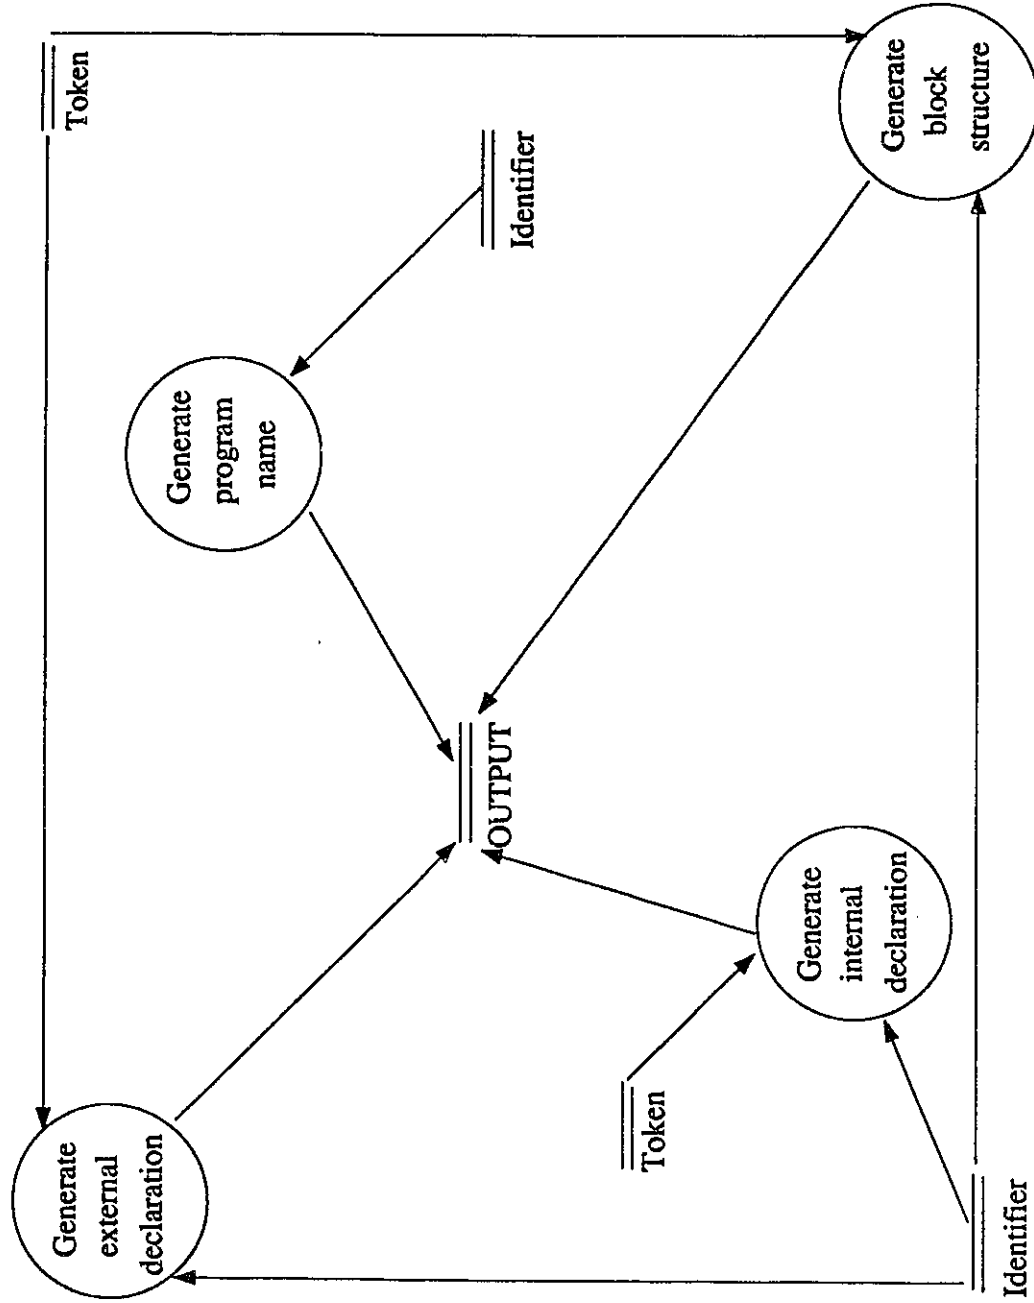 Token
Generate
external
declaration
Generate
program
name
Identifier
OUTPUT
Token
Generate
internal
declaration
Generate
block
structure
Identifier